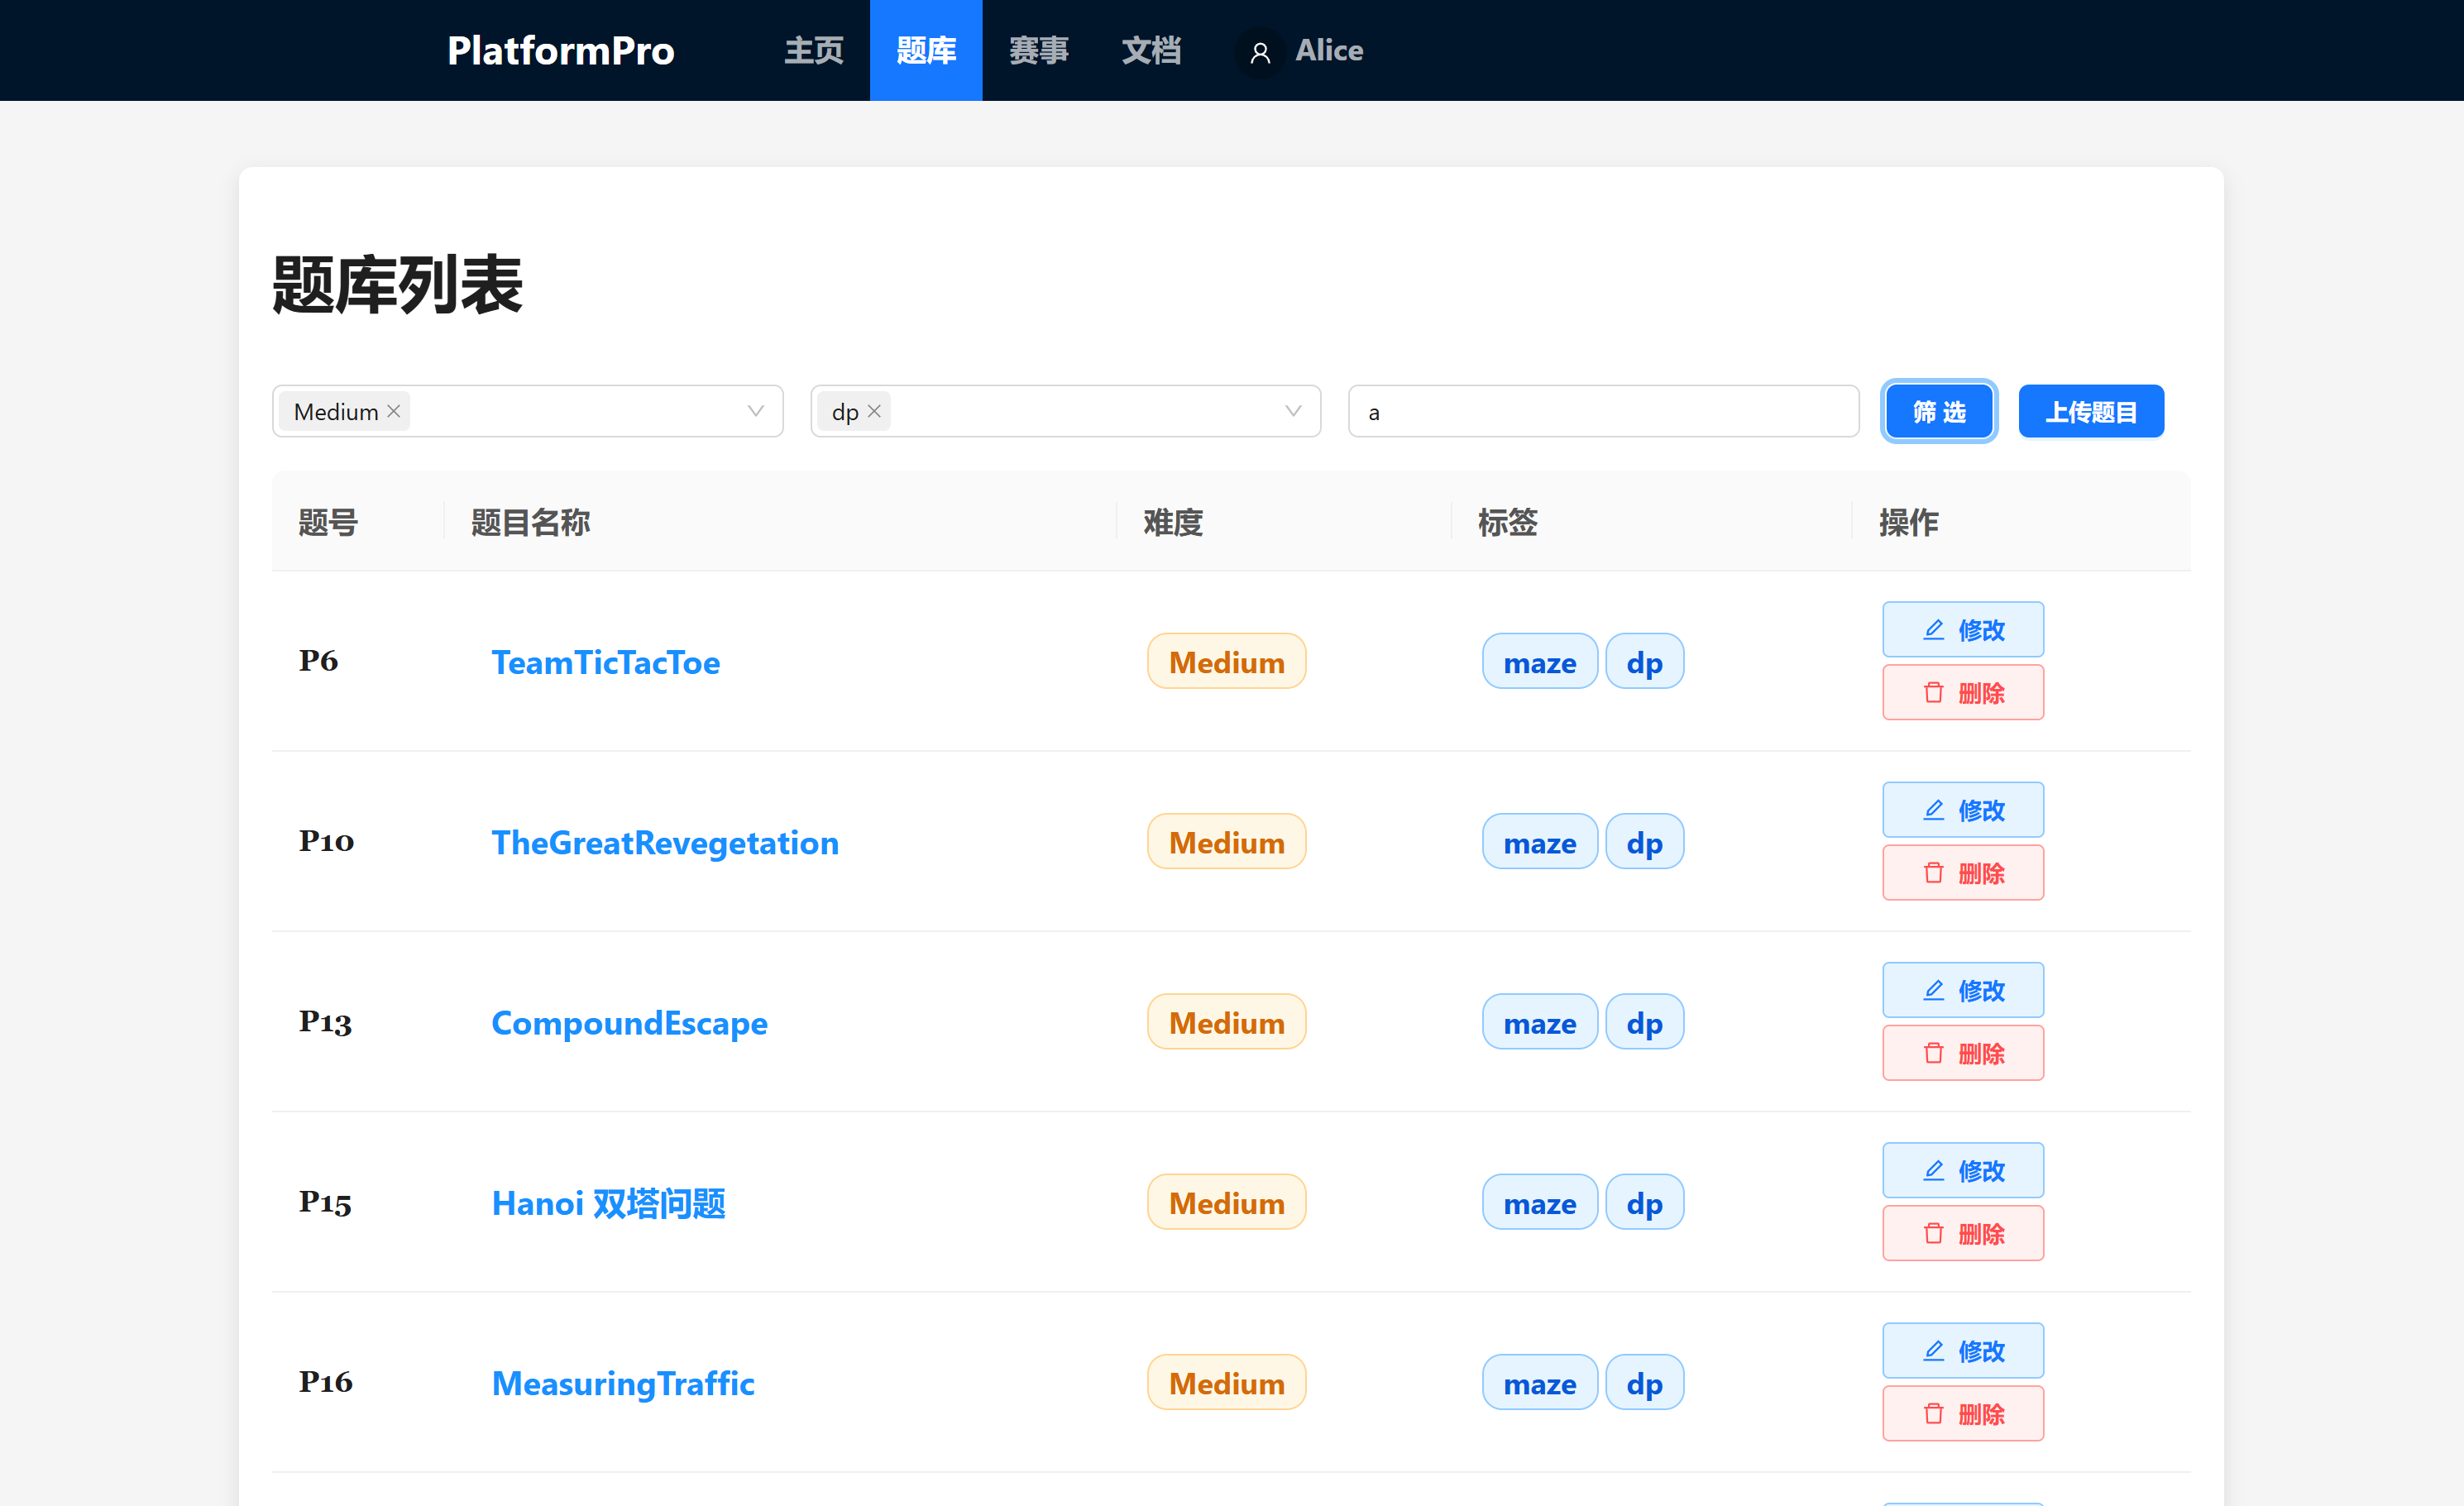 PlatformPro 主页 题库 赛事 文档 Alice
题库列表
Medium dp a 筛选 上传题目
题号 题目名称 难度 标签 操作
P6 TeamTicTacToe Medium maze dp 修改 删除
P10 TheGreatRevegetation Medium maze dp 修改 删除
P13 CompoundEscape Medium maze dp 修改 删除
P15 Hanoi 双塔问题 Medium maze dp 修改 删除
P16 MeasuringTraffic Medium maze dp 修改 删除